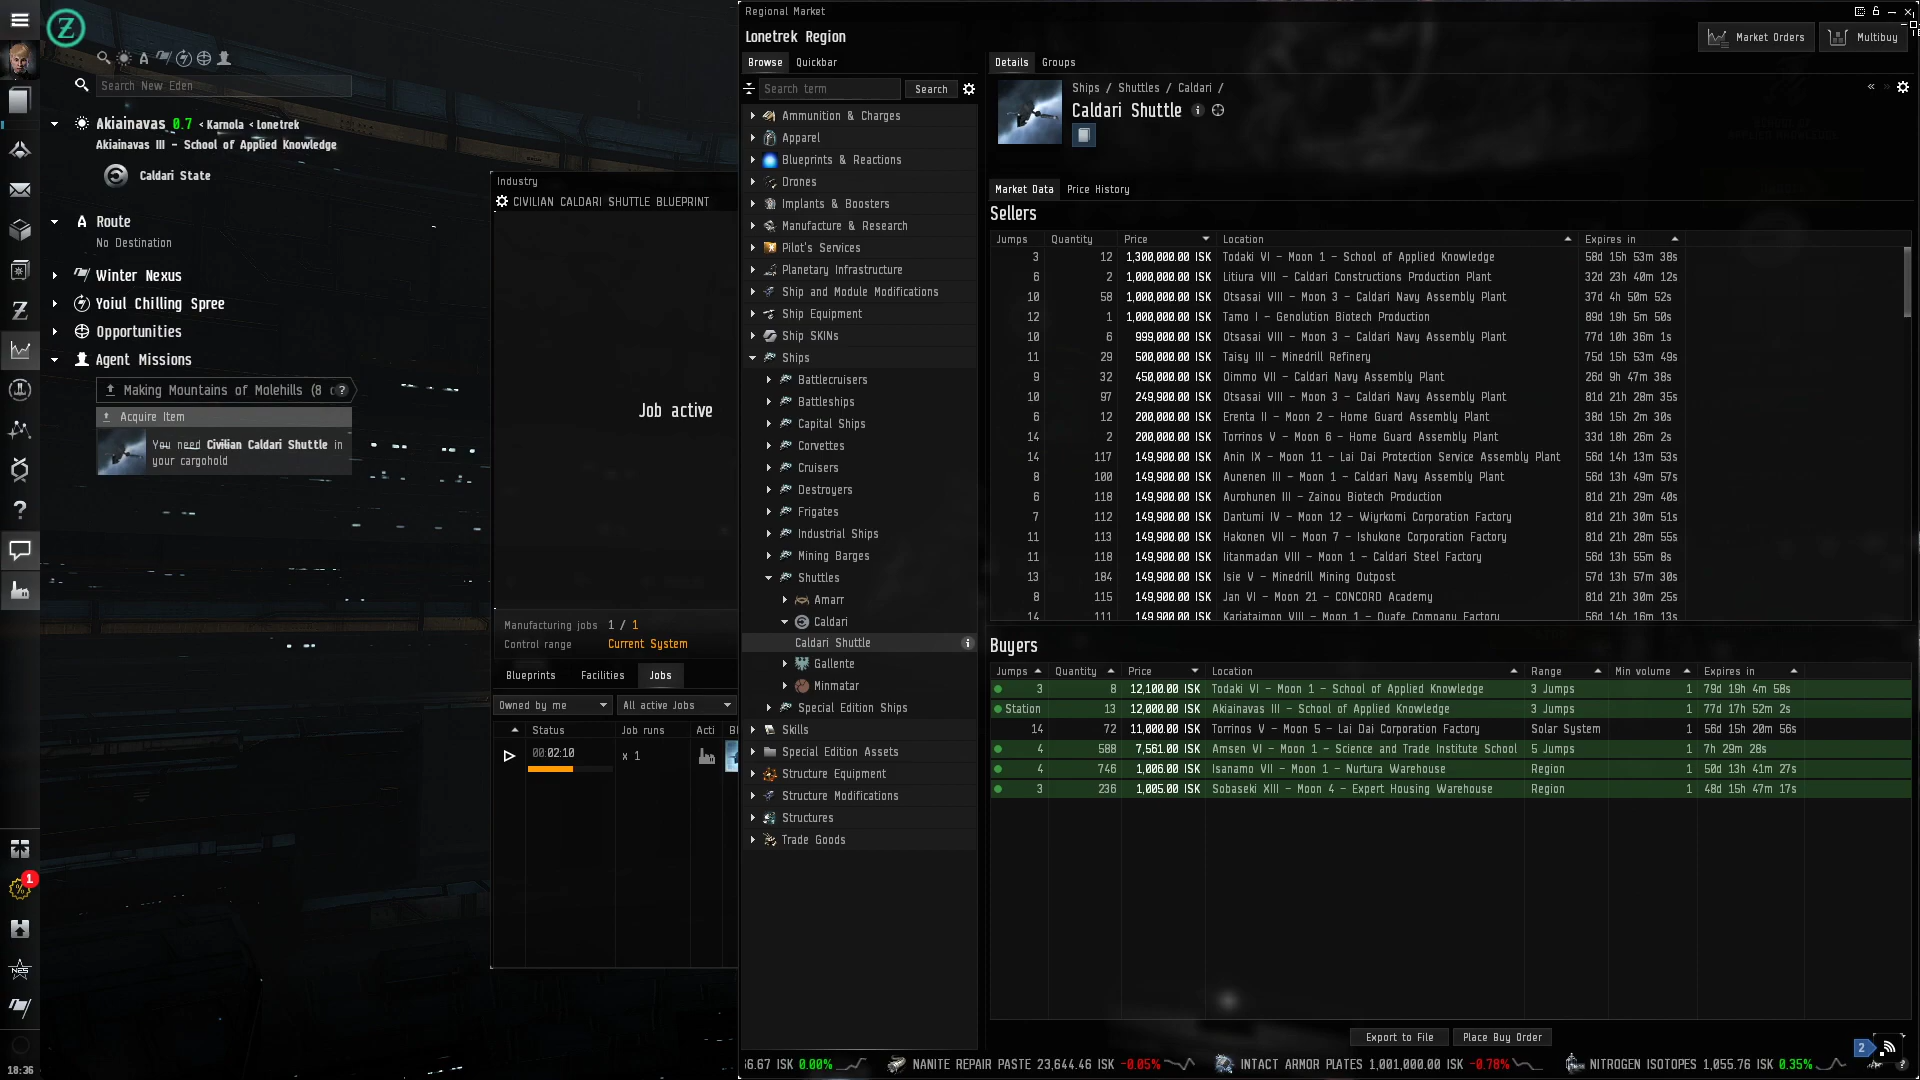 Regional Market
Lonetrek Region
Market Orders
Multibuy
Search New Eden
Akiainavas 0.7 < Karnola < Lonetrek
Akiainavas III - School of Applied Knowledge
Caldari State
Route
No Destination
Winter Nexus
Yoiul Chilling Spree
Opportunities
Agent Missions
Making Mountains of Molehills (8
?
Acquire Item
You need Civilian Caldari Shuttle in
your cargohold
1
18:36
Industry
CIVILIAN CALDARI SHUTTLE BLUEPRINT
Job active
Manufacturing jobs 1 / 1
Control range Current System
Blueprints Facilities Jobs
Owned by me All active Jobs
Status Job runs Acti Bl
00:02:10 x 1
Browse Quickbar
Search term Search
Ammunition & Charges
Apparel
Blueprints & Reactions
Drones
Implants & Boosters
Manufacture & Research
Pilot's Services
Planetary Infrastructure
Ship and Module Modifications
Ship Equipment
Ship SKINs
Ships
Battlecruisers
Battleships
Capital Ships
Corvettes
Cruisers
Destroyers
Frigates
Industrial Ships
Mining Barges
Shuttles
Amarr
Caldari
Caldari Shuttle
Gallente
Minmatar
Special Edition Ships
Skills
Special Edition Assets
Structure Equipment
Structure Modifications
Structures
Trade Goods
Details Groups
Ships / Shuttles / Caldari /
Caldari Shuttle
Market Data Price History
Sellers
Jumps Quantity Price Location Expires in
3 12 1,300,000.00 ISK Todaki VI - Moon 1 - School of Applied Knowledge 58d 15h 53m 38s
6 2 1,000,000.00 ISK Litiura VIII - Caldari Constructions Production Plant 32d 23h 40m 12s
10 58 1,000,000.00 ISK Otsasai VIII - Moon 3 - Caldari Navy Assembly Plant 37d 4h 50m 52s
12 1 1,000,000.00 ISK Tamo I - Genolution Biotech Production 89d 19h 5m 50s
10 6 999,000.00 ISK Otsasai VIII - Moon 3 - Caldari Navy Assembly Plant 77d 10h 36m 1s
11 29 500,000.00 ISK Taisy III - Minedrill Refinery 75d 15h 53m 49s
9 32 450,000.00 ISK Oimmo VII - Caldari Navy Assembly Plant 26d 9h 47m 38s
10 97 249,900.00 ISK Otsasai VIII - Moon 3 - Caldari Navy Assembly Plant 81d 21h 28m 35s
6 12 200,000.00 ISK Erenta II - Moon 2 - Home Guard Assembly Plant 38d 15h 2m 30s
14 2 200,000.00 ISK Torrinos V - Moon 6 - Home Guard Assembly Plant 33d 18h 26m 2s
14 117 149,900.00 ISK Anin IX - Moon 11 - Lai Dai Protection Service Assembly Plant 56d 14h 13m 53s
8 100 149,900.00 ISK Aunenen III - Moon 1 - Caldari Navy Assembly Plant 56d 13h 49m 57s
6 118 149,900.00 ISK Aurohunen III - Zainou Biotech Production 81d 21h 29m 40s
7 112 149,900.00 ISK Dantumi IV - Moon 12 - Wiyrkomi Corporation Factory 81d 21h 30m 51s
11 113 149,900.00 ISK Hakonen VII - Moon 7 - Ishukone Corporation Factory 81d 21h 28m 55s
11 118 149,900.00 ISK Iitanmadan VIII - Moon 1 - Caldari Steel Factory 56d 13h 55m 8s
13 184 149,900.00 ISK Isie V - Minedrill Mining Outpost 57d 13h 57m 30s
8 115 149,900.00 ISK Jan VI - Moon 21 - CONCORD Academy 81d 21h 30m 25s
14 111 149,900.00 ISK Kariataimon VIII - Moon 1 - Quafe Company Factory 56d 14h 16m 13s
Buyers
Jumps Quantity Price Location Range Min volume Expires in
3 8 12,100.00 ISK Todaki VI - Moon 1 - School of Applied Knowledge 3 Jumps 1 79d 19h 4m 58s
Station 13 12,000.00 ISK Akiainavas III - School of Applied Knowledge 3 Jumps 1 77d 17h 52m 2s
14 72 11,000.00 ISK Torrinos V - Moon 5 - Lai Dai Corporation Factory Solar System 1 56d 15h 20m 56s
4 588 7,561.00 ISK Amsen VI - Moon 1 - Science and Trade Institute School 5 Jumps 1 7h 29m 28s
4 746 1,006.00 ISK Isanamo VII - Moon 1 - Nurtura Warehouse Region 1 50d 13h 41m 27s
3 236 1,005.00 ISK Sobaseki XIII - Moon 4 - Expert Housing Warehouse Region 1 48d 15h 47m 17s
Export to File Place Buy Order
2
66.67 ISK 0.00% NANITE REPAIR PASTE 23,644.46 ISK -0.05% INTACT ARMOR PLATES 1,001,000.00 ISK -0.78% NITROGEN ISOTOPES 1,055.76 ISK 0.35%